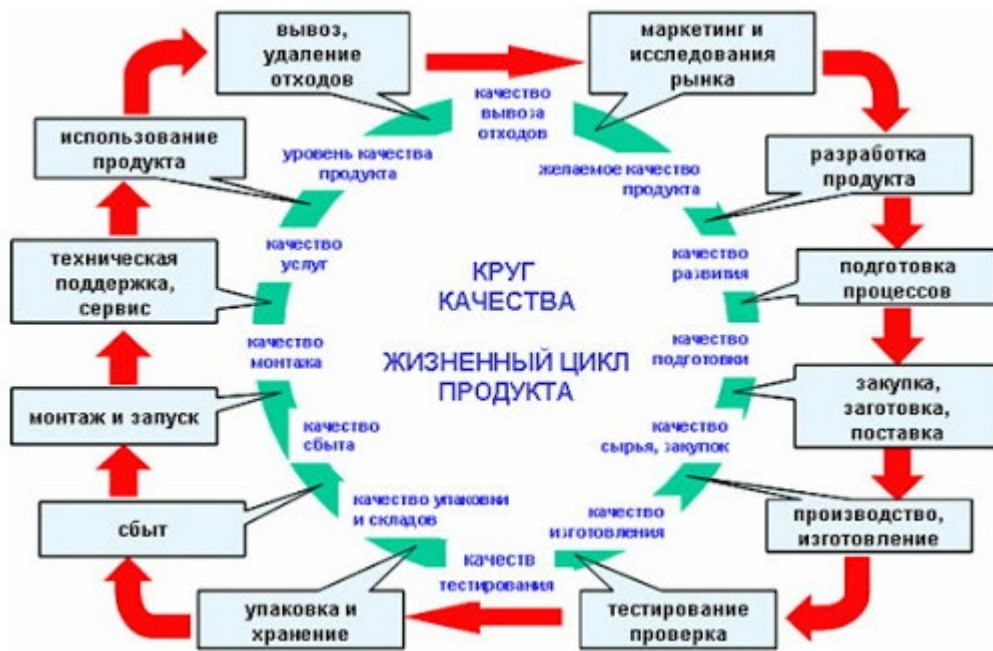 вывоз,
удаление
отходов
маркетинг и
исследования
рынка
разработка
продукта
подготовка
процессов
закупка,
заготовка,
поставка
производство,
изготовление
тестирование
проверка
упаковка и
хранение
сбыт
монтаж и запуск
техническая
поддержка,
сервис
использование
продукта
качество
вывоза
отходов
желаемое качество
продукта
качество
развития
качество
подготовки
качество
сырья, закупок
качество
изготовления
качеств
тестирования
качество упаковки
и складов
качество
сбыта
качество
монтажа
качество
услуг
уровень качества
продукта
КРУГ
КАЧЕСТВА
ЖИЗНЕННЫЙ ЦИКЛ
ПРОДУКТА